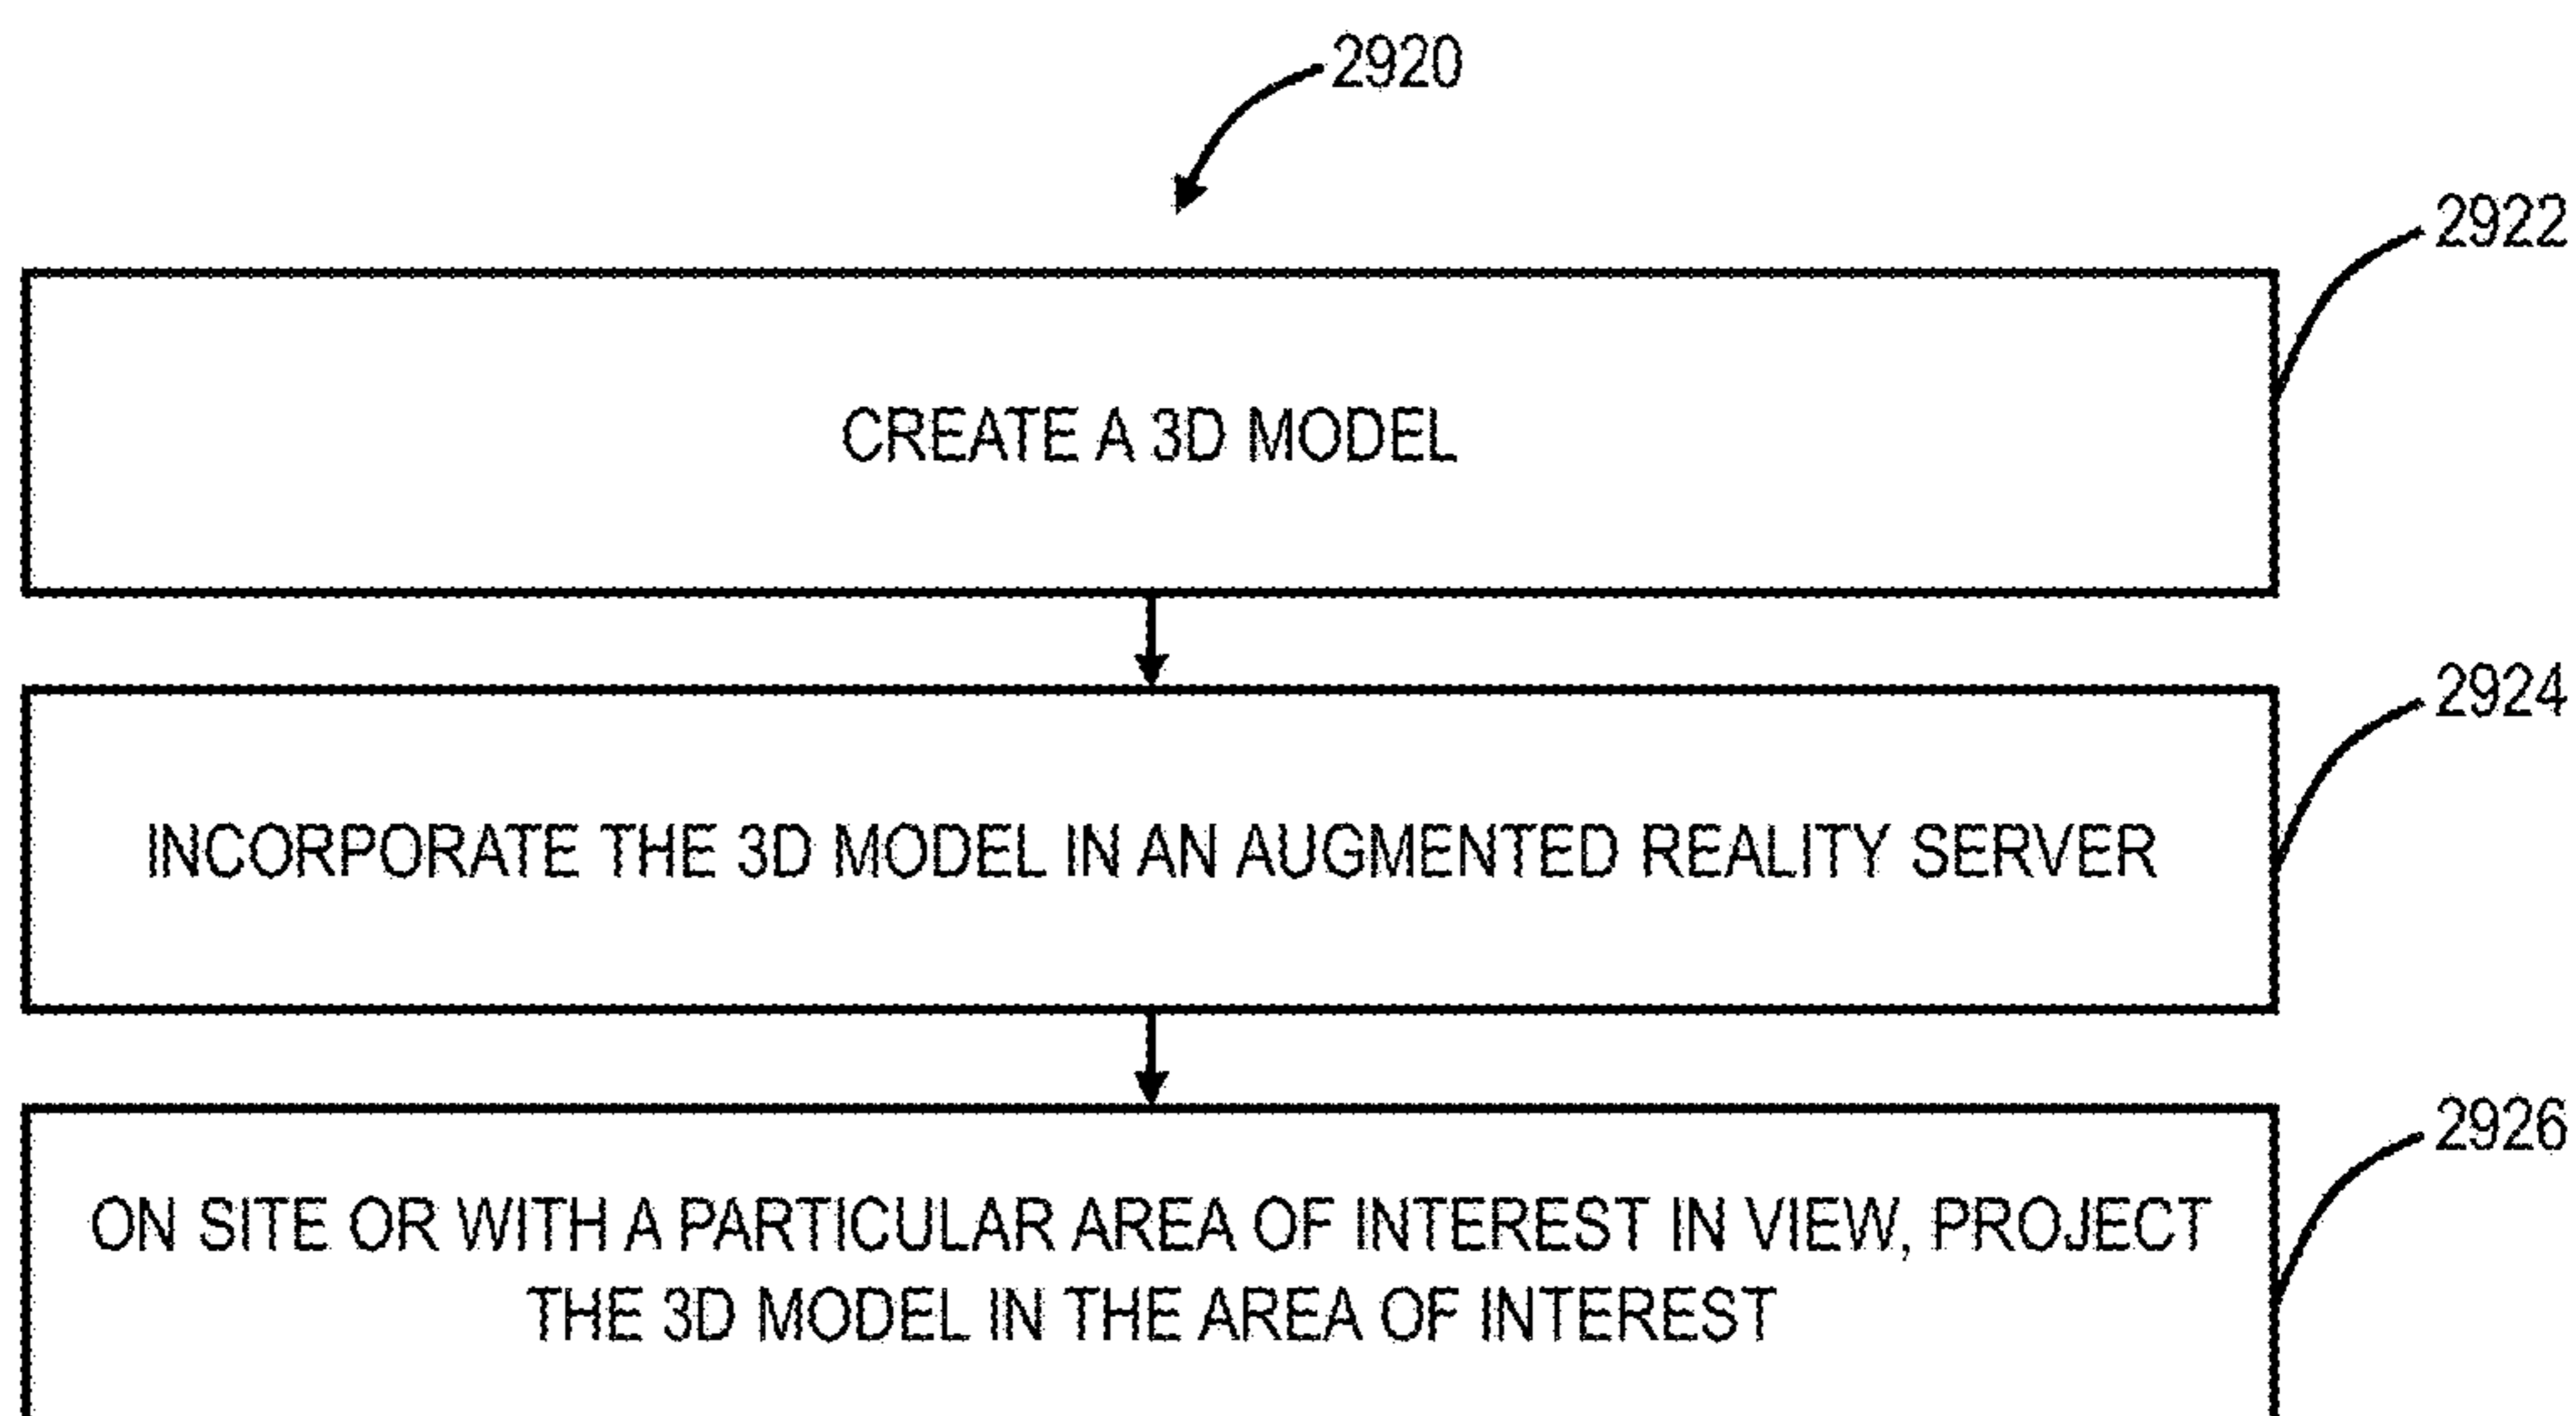 2920
2922
CREATE A 3D MODEL
2924
INCORPORATE THE 3D MODEL IN AN AUGMENTED REALITY SERVER
2926
ON SITE OR WITH A PARTICULAR AREA OF INTEREST IN VIEW, PROJECT
THE 3D MODEL IN THE AREA OF INTEREST